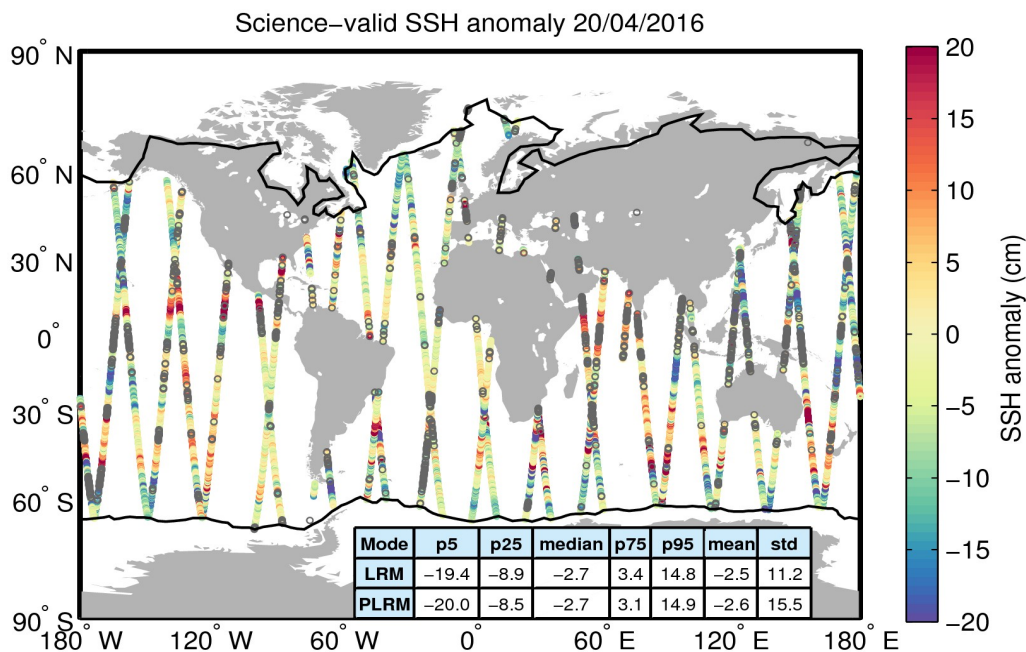 Science−valid SSH anomaly 20/04/2016
90° N
60° N
30° N
0°
30° S
60° S
90° S
180° W
120° W
60° W
0°
60° E
120° E
180° E
Mode p5 p25 median p75 p95 mean std
LRM −19.4 −8.9 −2.7 3.4 14.8 −2.5 11.2
PLRM −20.0 −8.5 −2.7 3.1 14.9 −2.6 15.5
20
15
10
5
0
−5
−10
−15
−20
SSH anomaly (cm)